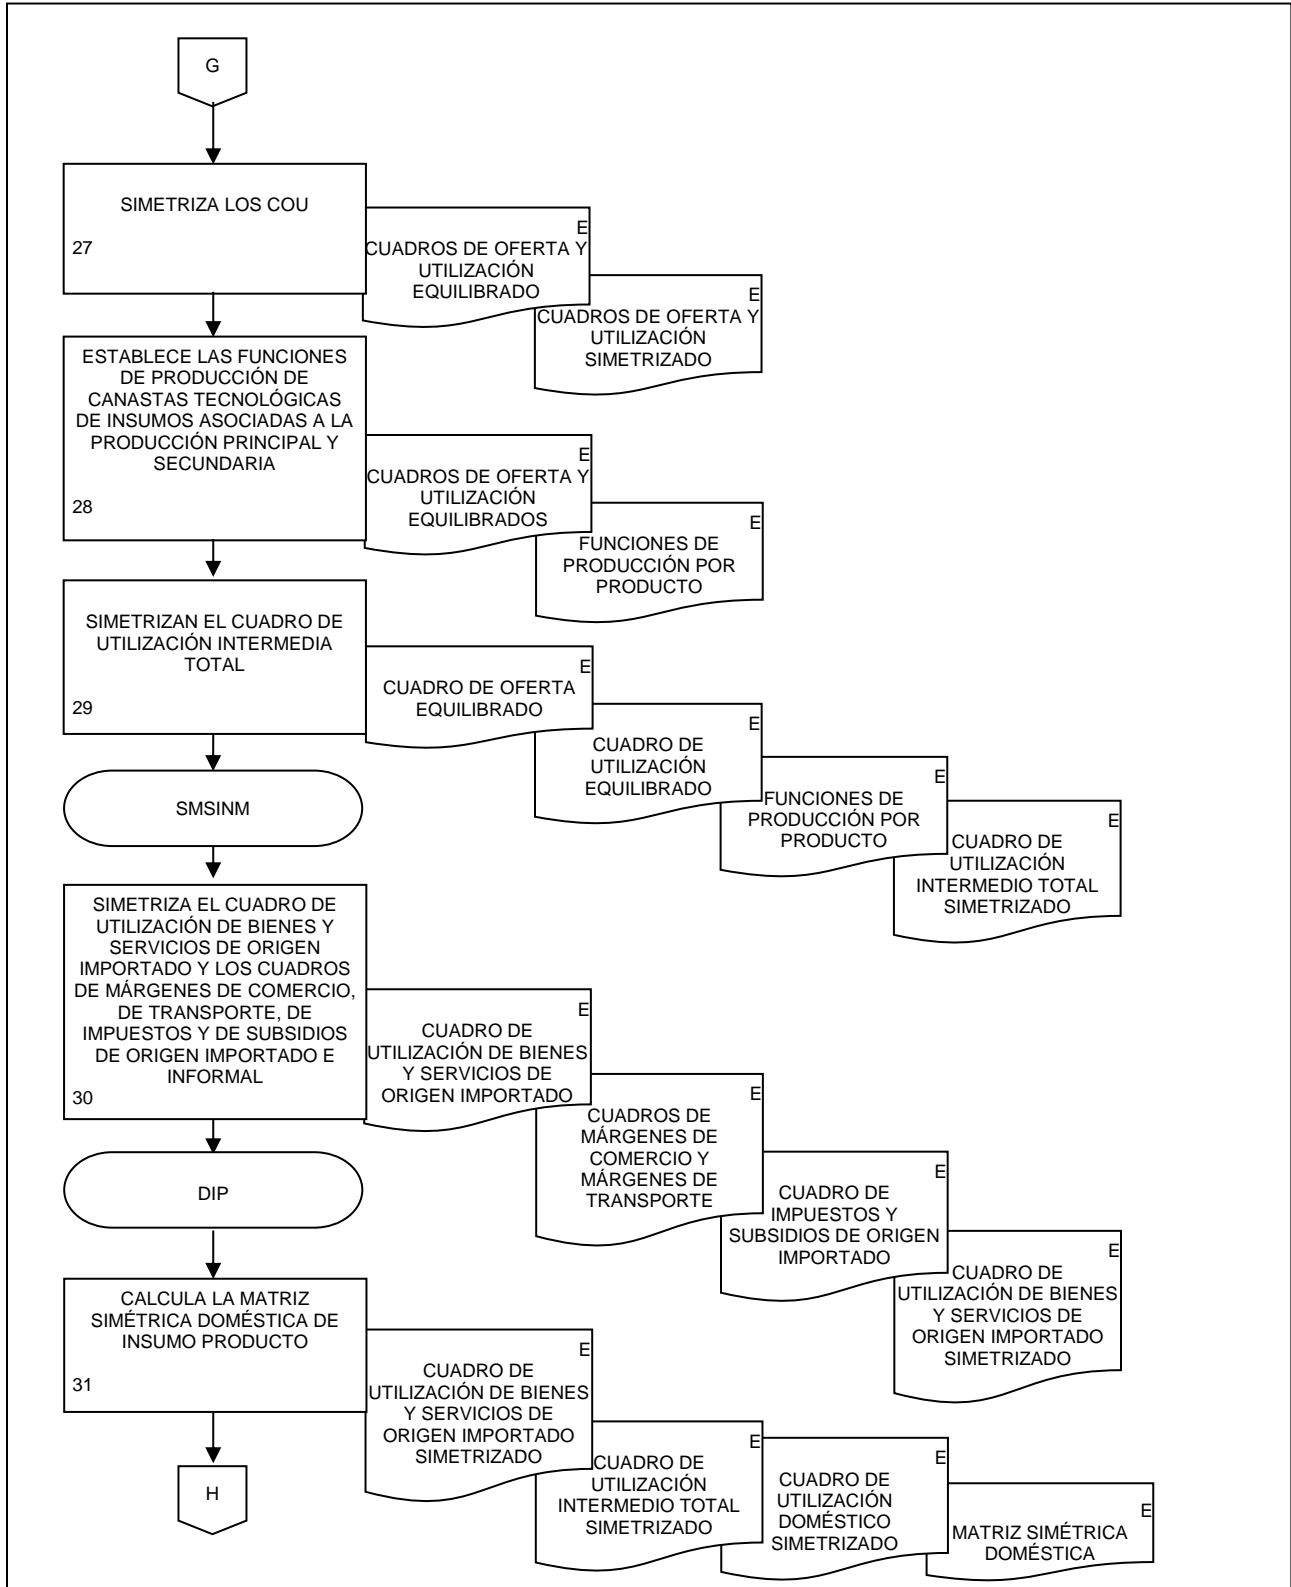 G
SIMETRIZA LOS COU
27
E
CUADROS DE OFERTA Y
UTILIZACIÓN
EQUILIBRADO
E
CUADROS DE OFERTA Y
UTILIZACIÓN
SIMETRIZADO
ESTABLECE LAS FUNCIONES
DE PRODUCCIÓN DE
CANASTAS TECNOLÓGICAS
DE INSUMOS ASOCIADAS A LA
PRODUCCIÓN PRINCIPAL Y
SECUNDARIA
28
E
CUADROS DE OFERTA Y
UTILIZACIÓN
EQUILIBRADOS
E
FUNCIONES DE
PRODUCCIÓN POR
PRODUCTO
SIMETRIZAN EL CUADRO DE
UTILIZACIÓN INTERMEDIA
TOTAL
29
E
CUADRO DE OFERTA
EQUILIBRADO
E
CUADRO DE
UTILIZACIÓN
EQUILIBRADO
E
FUNCIONES DE
PRODUCCIÓN POR
PRODUCTO
E
CUADRO DE
UTILIZACIÓN
INTERMEDIO TOTAL
SIMETRIZADO
SMSINM
SIMETRIZA EL CUADRO DE
UTILIZACIÓN DE BIENES Y
SERVICIOS DE ORIGEN
IMPORTADO Y LOS CUADROS
DE MÁRGENES DE COMERCIO,
DE TRANSPORTE, DE
IMPUESTOS Y DE SUBSIDIOS
DE ORIGEN IMPORTADO E
INFORMAL
30
E
CUADRO DE
UTILIZACIÓN DE BIENES
Y SERVICIOS DE
ORIGEN IMPORTADO
E
CUADROS DE
MÁRGENES DE
COMERCIO Y
MÁRGENES DE
TRANSPORTE
E
CUADRO DE
IMPUESTOS Y
SUBSIDIOS DE ORIGEN
IMPORTADO
E
CUADRO DE
UTILIZACIÓN DE BIENES
Y SERVICIOS DE
ORIGEN IMPORTADO
SIMETRIZADO
DIP
CALCULA LA MATRIZ
SIMÉTRICA DOMÉSTICA DE
INSUMO PRODUCTO
31
E
CUADRO DE
UTILIZACIÓN DE BIENES
Y SERVICIOS DE
ORIGEN IMPORTADO
SIMETRIZADO
E
CUADRO DE
UTILIZACIÓN
INTERMEDIO TOTAL
SIMETRIZADO
E
CUADRO DE
UTILIZACIÓN
DOMÉSTICO
SIMETRIZADO
E
MATRIZ SIMÉTRICA
DOMÉSTICA
H